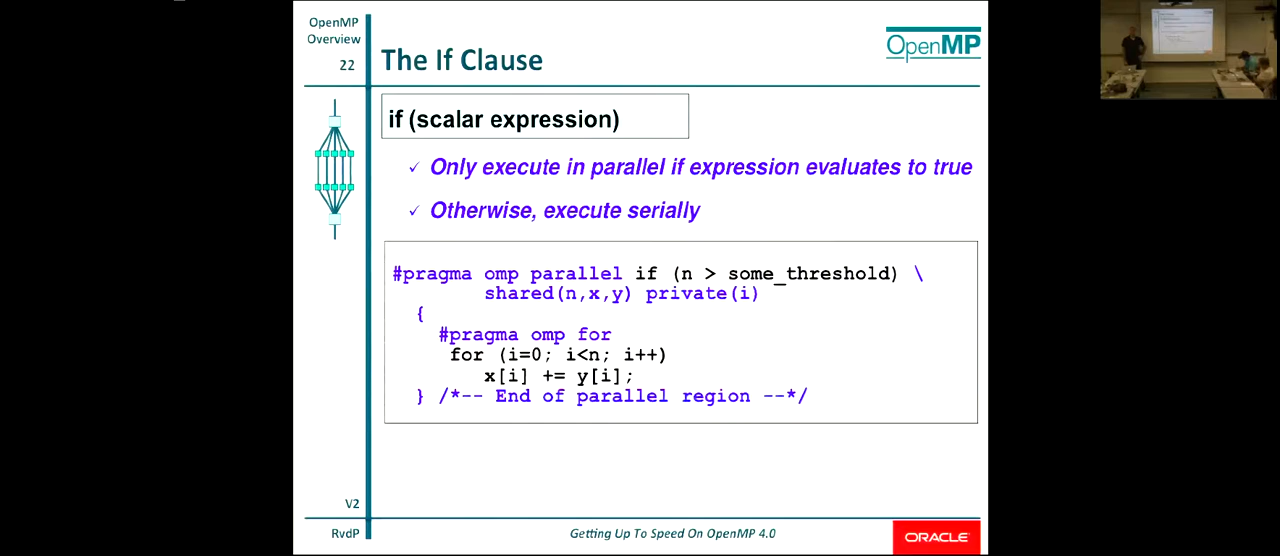 OpenMP
Overview
22
The If Clause
OpenMP
if (scalar expression)
✓ Only execute in parallel if expression evaluates to true
✓ Otherwise, execute serially
#pragma omp parallel if (n > some_threshold) \
shared(n,x,y) private(i)
{
#pragma omp for
for (i=0; i<n; i++)
x[i] += y[i];
} /*-- End of parallel region --*/
V2
RvdP
Getting Up To Speed On OpenMP 4.0
ORACLE